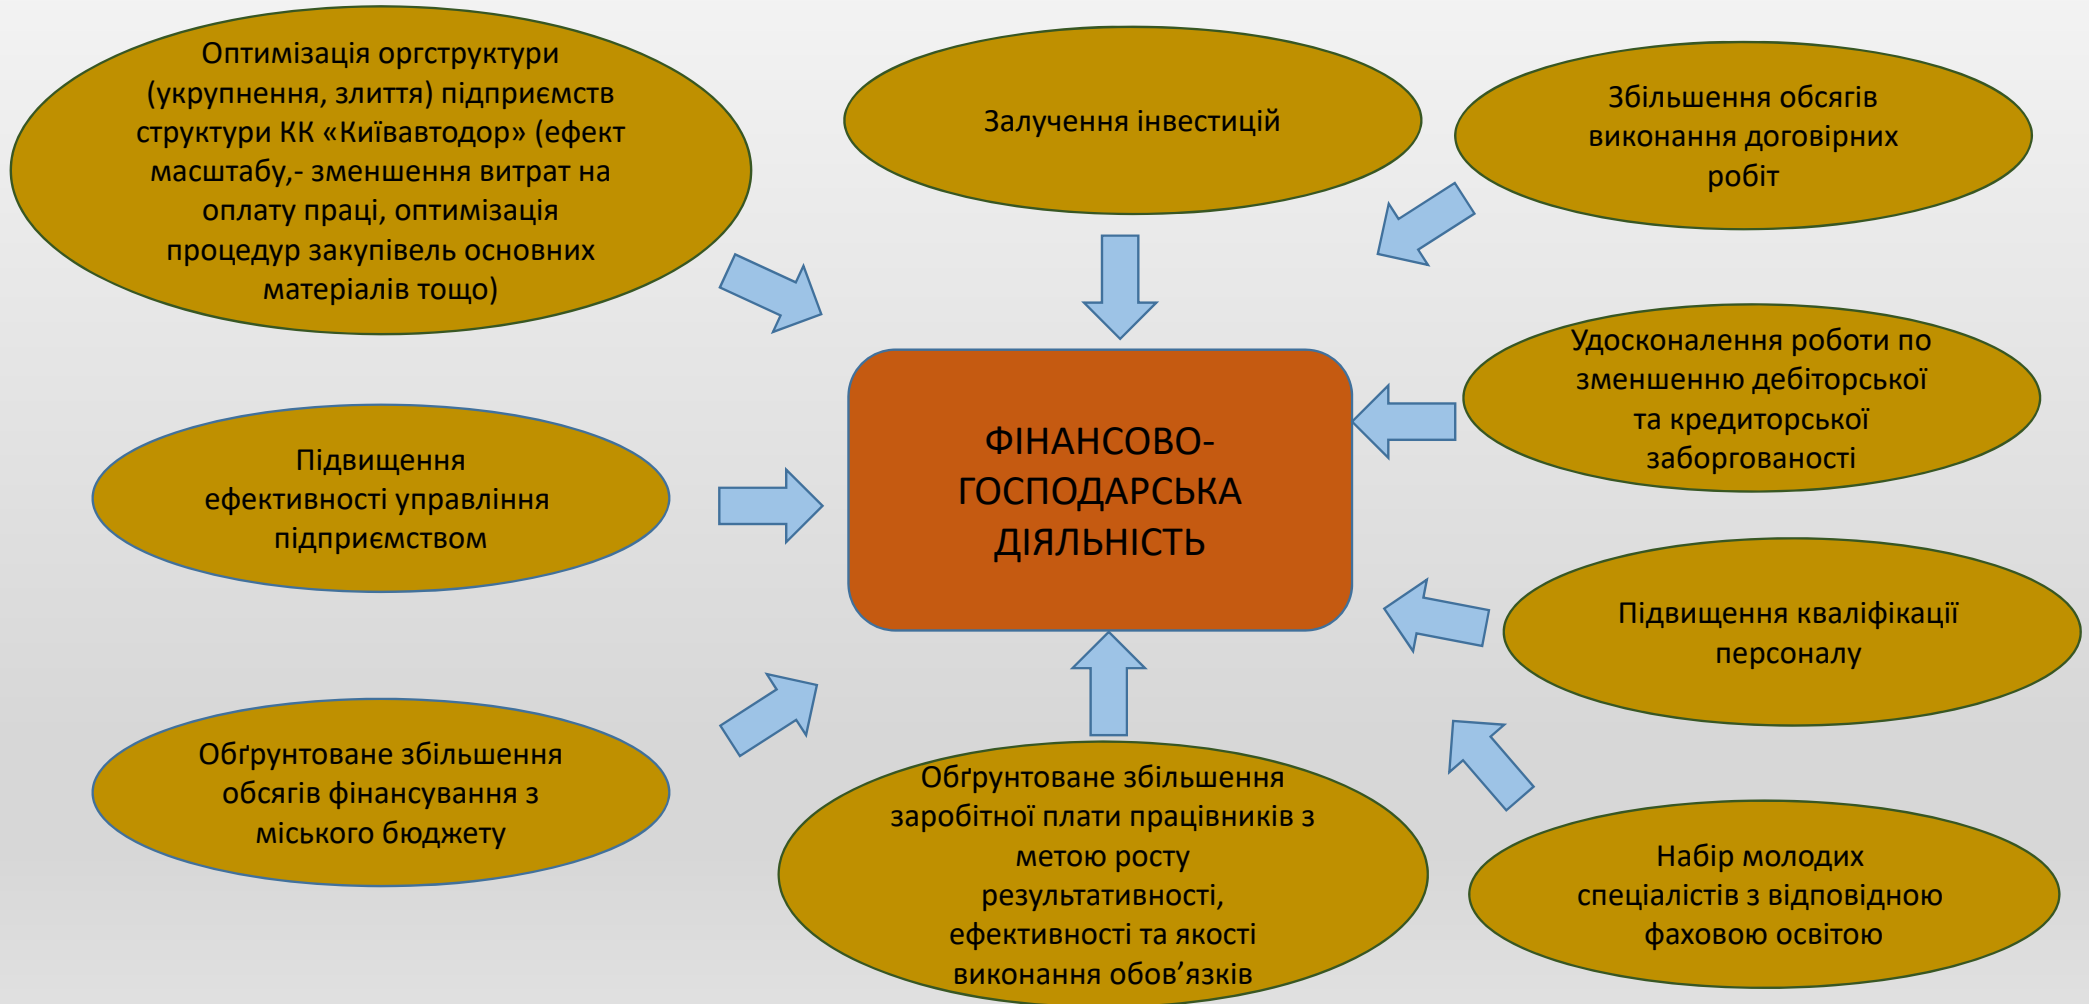 Оптимізація оргструктури
(укрупнення, злиття) підприємств
структури КК «Київавтодор» (ефект
масштабу,- зменшення витрат на
оплату праці, оптимізація
процедур закупівель основних
матеріалів тощо)
Залучення інвестицій
Збільшення обсягів
виконання договірних
робіт
Удосконалення роботи по
зменшенню дебіторської
та кредиторської
заборгованості
Підвищення
ефективності управління
підприємством
ФІНАНСОВО-
ГОСПОДАРСЬКА
ДІЯЛЬНІСТЬ
Підвищення кваліфікації
персоналу
Обґрунтоване збільшення
обсягів фінансування з
міського бюджету
Обґрунтоване збільшення
заробітної плати працівників з
метою росту
результативності,
ефективності та якості
виконання обов’язків
Набір молодих
спеціалістів з відповідною
фаховою освітою